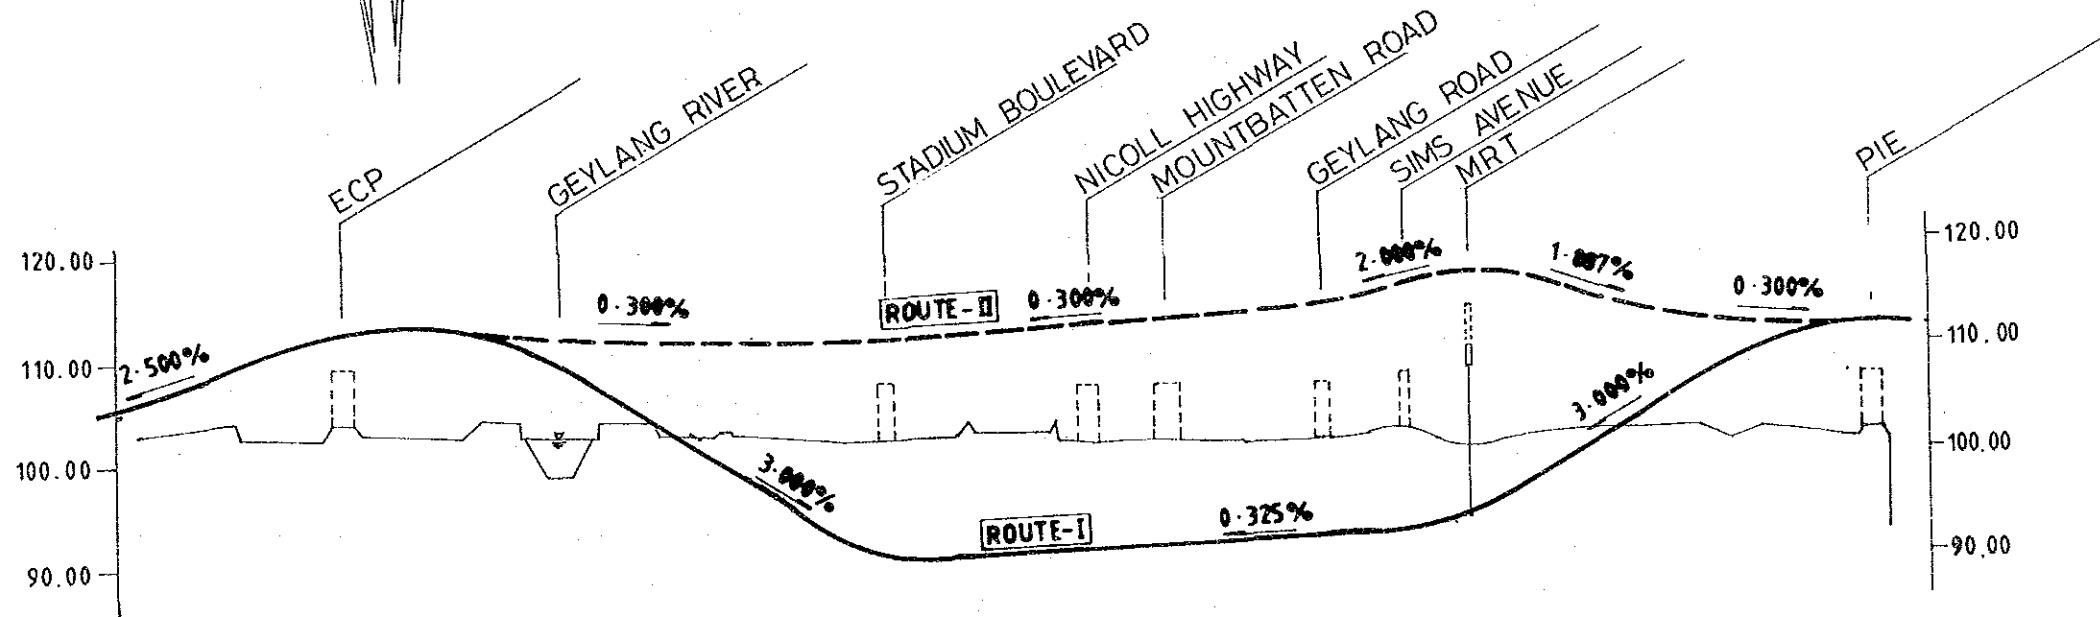 ECP
GEYLANG RIVER
STADIUM BOULEVARD
NICOLL HIGHWAY
MOUNTBATTEN ROAD
GEYLANG ROAD
SIMS AVENUE
MRT
PIE
120.00
110.00
100.00
90.00
2.500%
0.300%
ROUTE-II
0.300%
2.000%
0.300%
3.000%
ROUTE-I
0.325%
3.000%
120.00
110.00
100.00
90.00